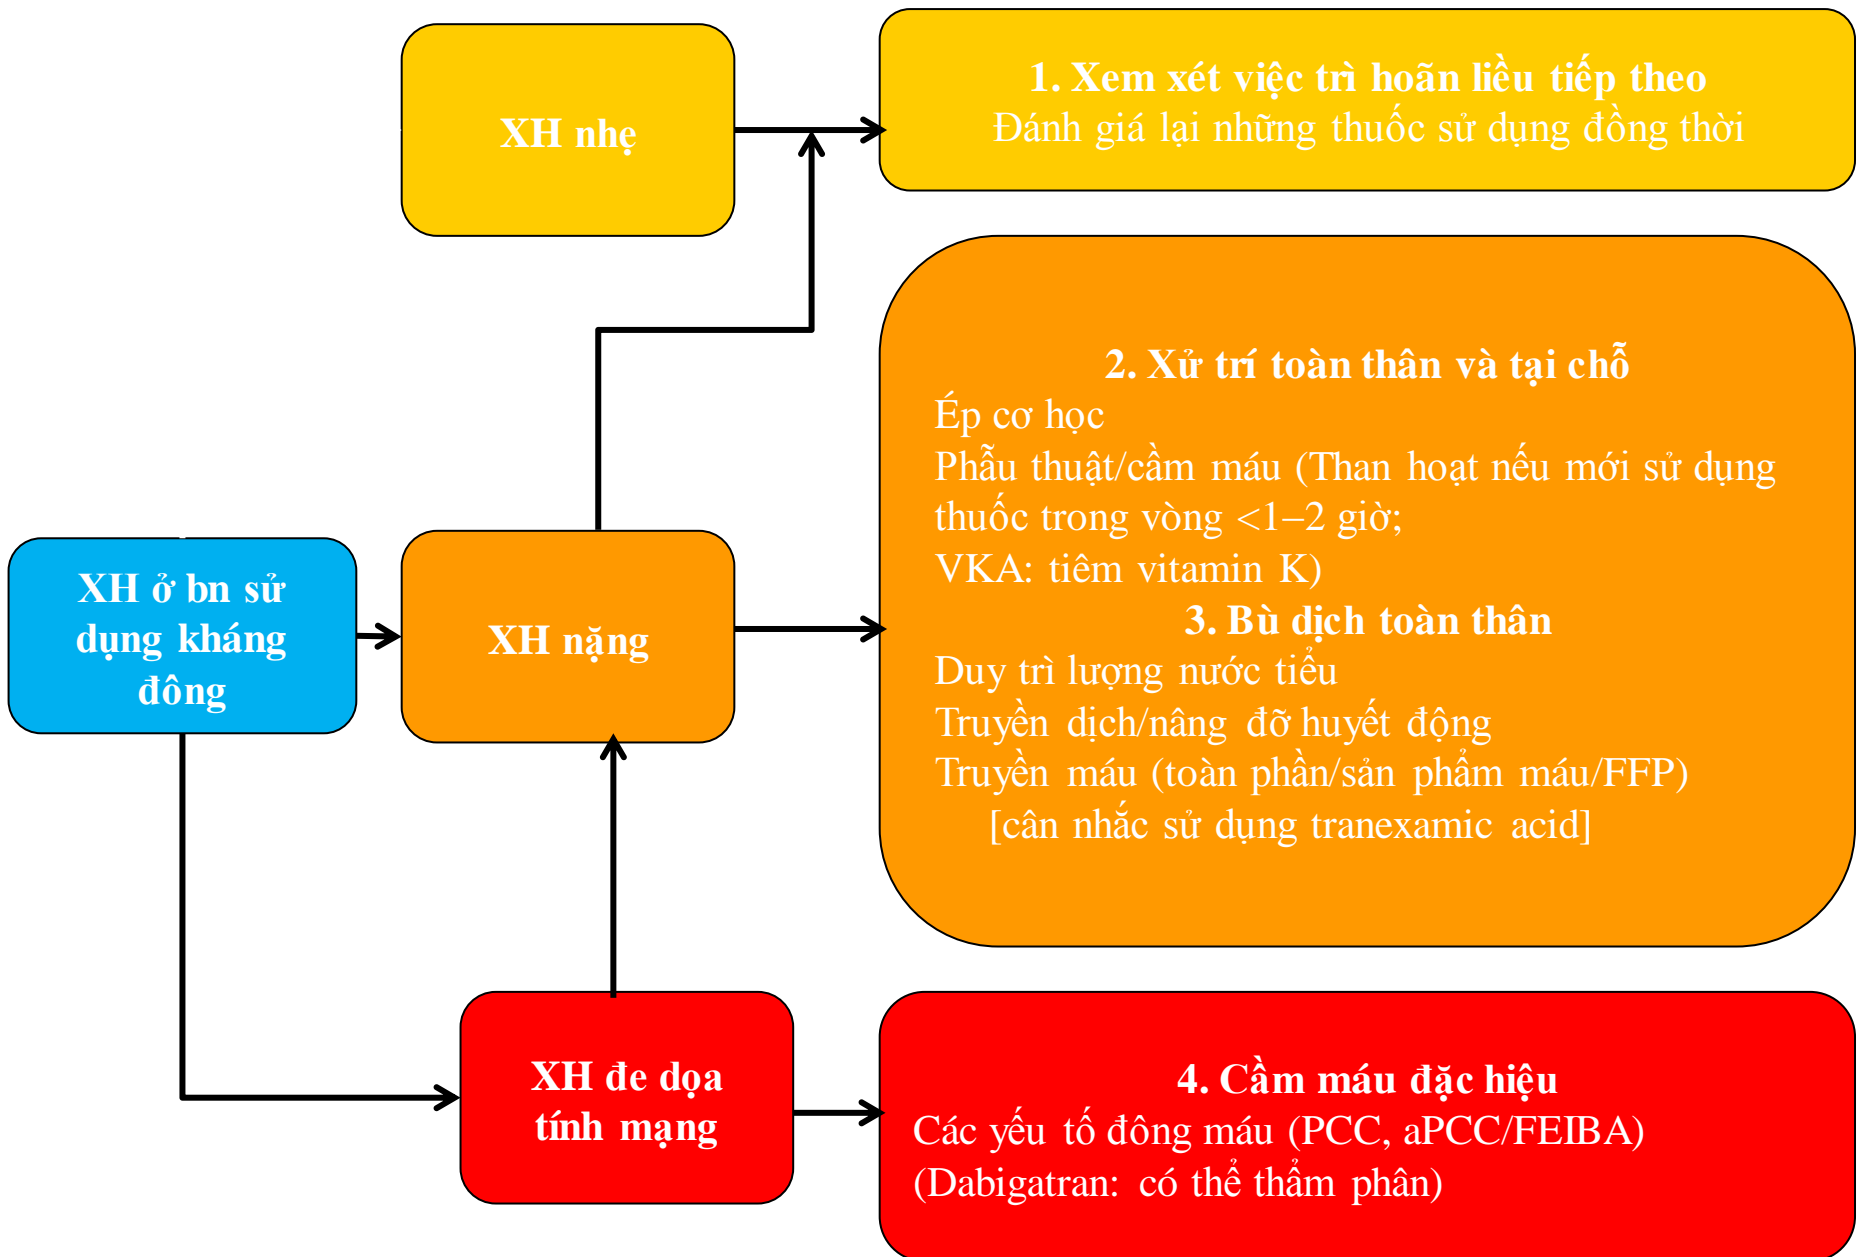 XH nhẹ
1. Xem xét việc trì hoãn liều tiếp theo
Đánh giá lại những thuốc sử dụng đồng thời
XH ở bn sử
dụng kháng
đông
XH nặng
2. Xử trí toàn thân và tại chỗ
Ép cơ học
Phẫu thuật/cầm máu (Than hoạt nếu mới sử dụng
thuốc trong vòng <1–2 giờ;
VKA: tiêm vitamin K)
3. Bù dịch toàn thân
Duy trì lượng nước tiểu
Truyền dịch/nâng đỡ huyết động
Truyền máu (toàn phần/sản phẩm máu/FFP)
[cân nhắc sử dụng tranexamic acid]
XH đe dọa
tính mạng
4. Cầm máu đặc hiệu
Các yếu tố đông máu (PCC, aPCC/FEIBA)
(Dabigatran: có thể thẩm phân)